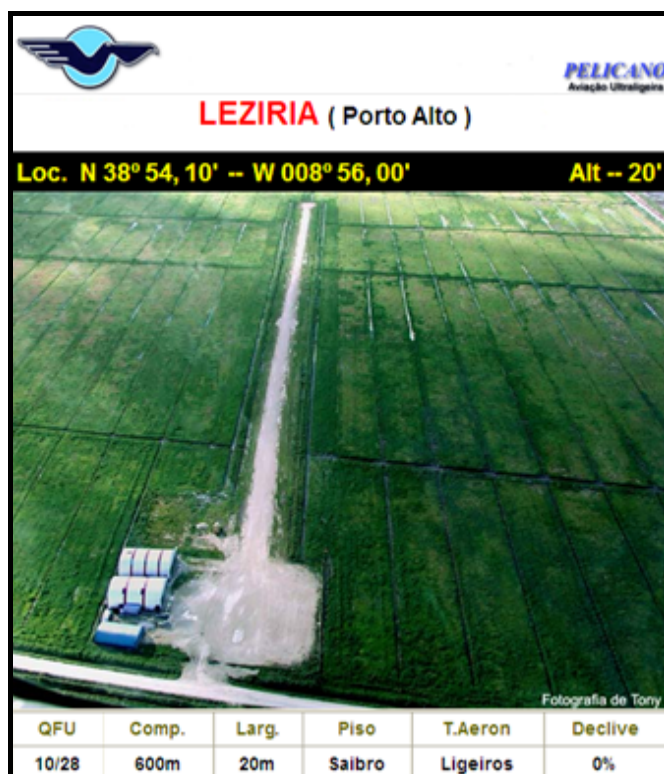 PELICANO
Aviação Ultraligeira
LEZIRIA ( Porto Alto )
Loc. N 38º 54, 10' -- W 008º 56, 00' Alt -- 20'
Fotografia de Tony
QFU Comp. Larg. Piso T.Aeron Declive
10/28 600m 20m Saibro Ligeiros 0%